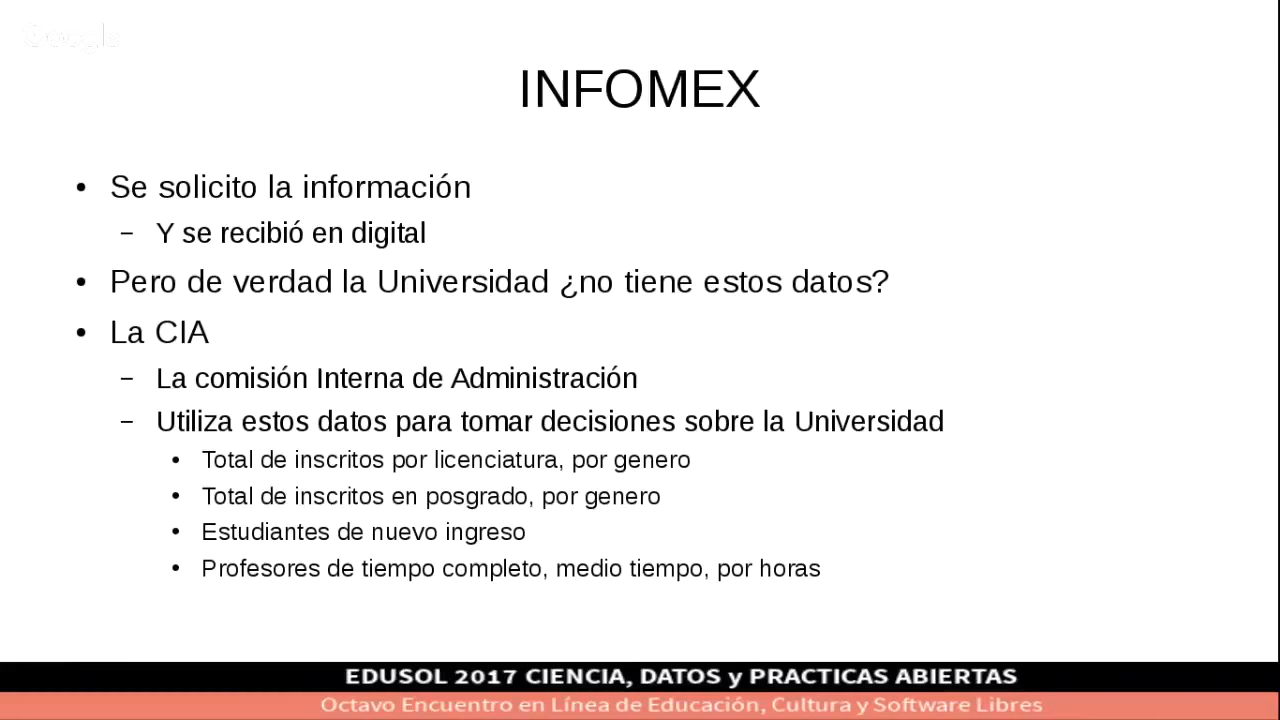 Google
INFOMEX
• Se solicito la información
– Y se recibió en digital
• Pero de verdad la Universidad ¿no tiene estos datos?
• La CIA
– La comisión Interna de Administración
– Utiliza estos datos para tomar decisiones sobre la Universidad
• Total de inscritos por licenciatura, por genero
• Total de inscritos en posgrado, por genero
• Estudiantes de nuevo ingreso
• Profesores de tiempo completo, medio tiempo, por horas
EDUSOL 2017 CIENCIA, DATOS y PRACTICAS ABIERTAS
Octavo Encuentro en Línea de Educación, Cultura y Software Libres